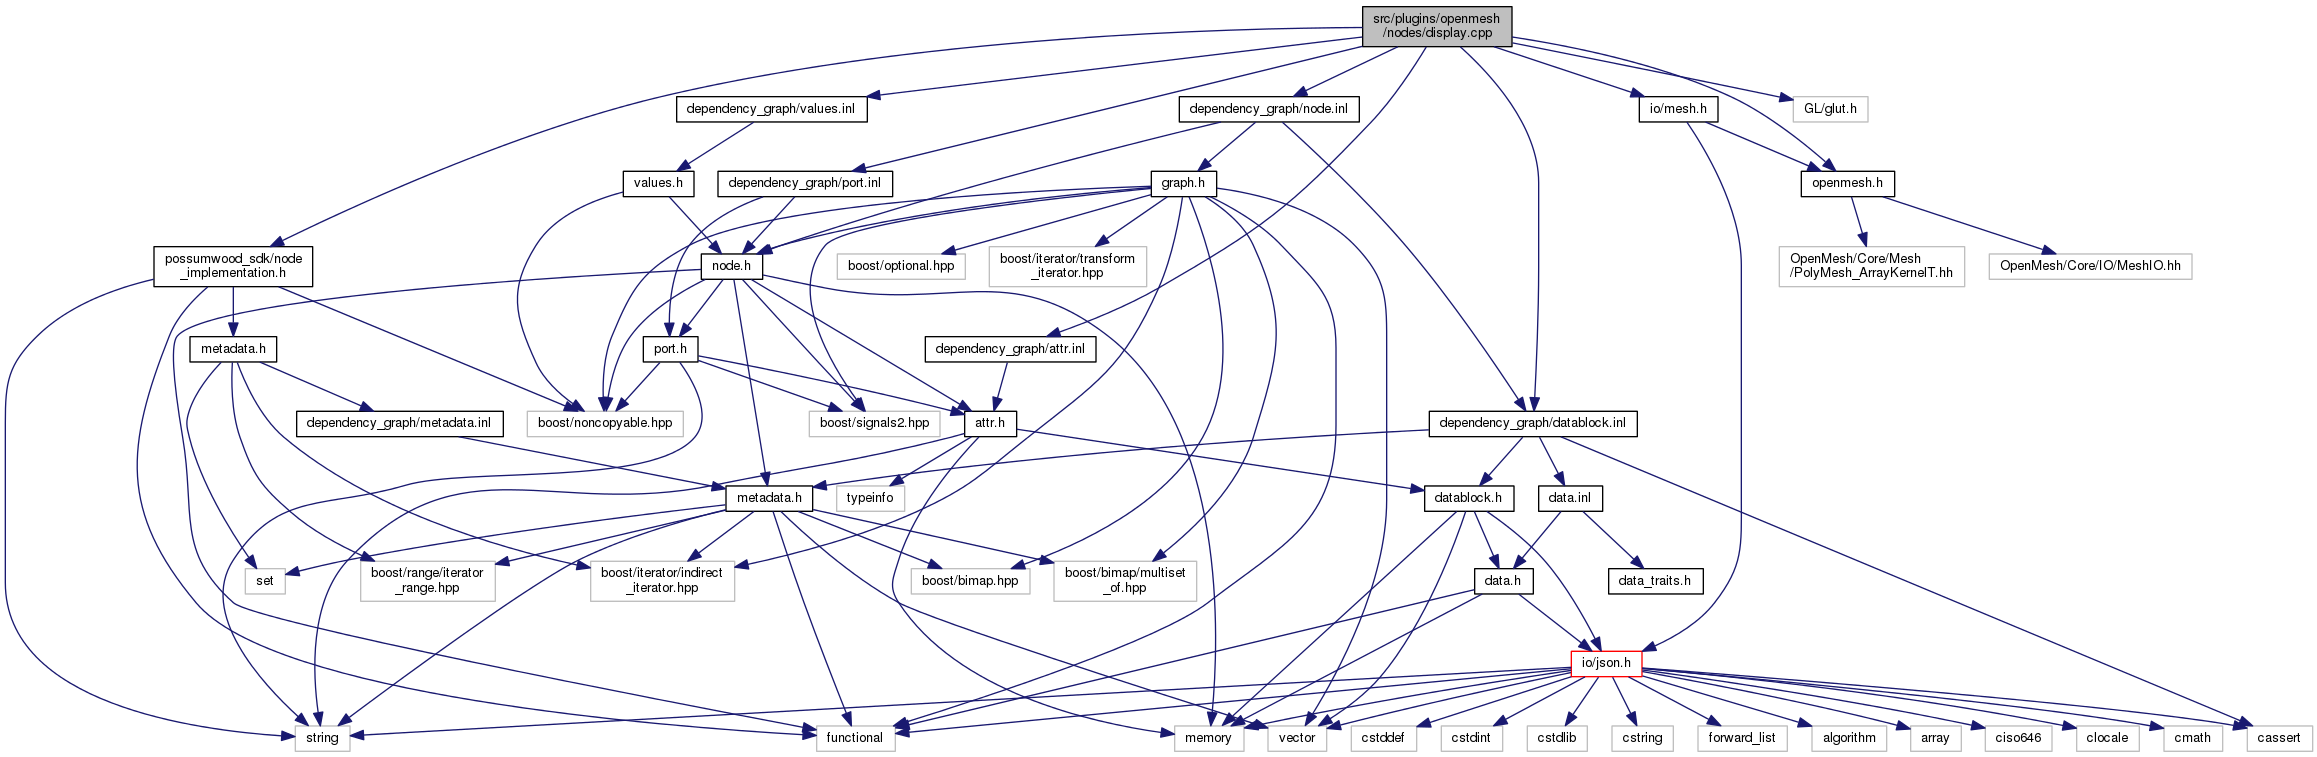 src/plugins/openmesh
/nodes/display.cpp
dependency_graph/values.inl
dependency_graph/node.inl
io/mesh.h
GL/glut.h
values.h
dependency_graph/port.inl
graph.h
openmesh.h
possumwood_sdk/node
_implementation.h
node.h
boost/optional.hpp
boost/iterator/transform
_iterator.hpp
OpenMesh/Core/Mesh
/PolyMesh_ArrayKernelT.hh
OpenMesh/Core/IO/MeshIO.hh
metadata.h
port.h
dependency_graph/attr.inl
dependency_graph/metadata.inl
boost/noncopyable.hpp
boost/signals2.hpp
attr.h
dependency_graph/datablock.inl
metadata.h
typeinfo
datablock.h
data.inl
set
boost/range/iterator
_range.hpp
boost/iterator/indirect
_iterator.hpp
boost/bimap.hpp
boost/bimap/multiset
_of.hpp
data.h
data_traits.h
io/json.h
string
functional
memory
vector
cstddef
cstdint
cstdlib
cstring
forward_list
algorithm
array
ciso646
clocale
cmath
cassert